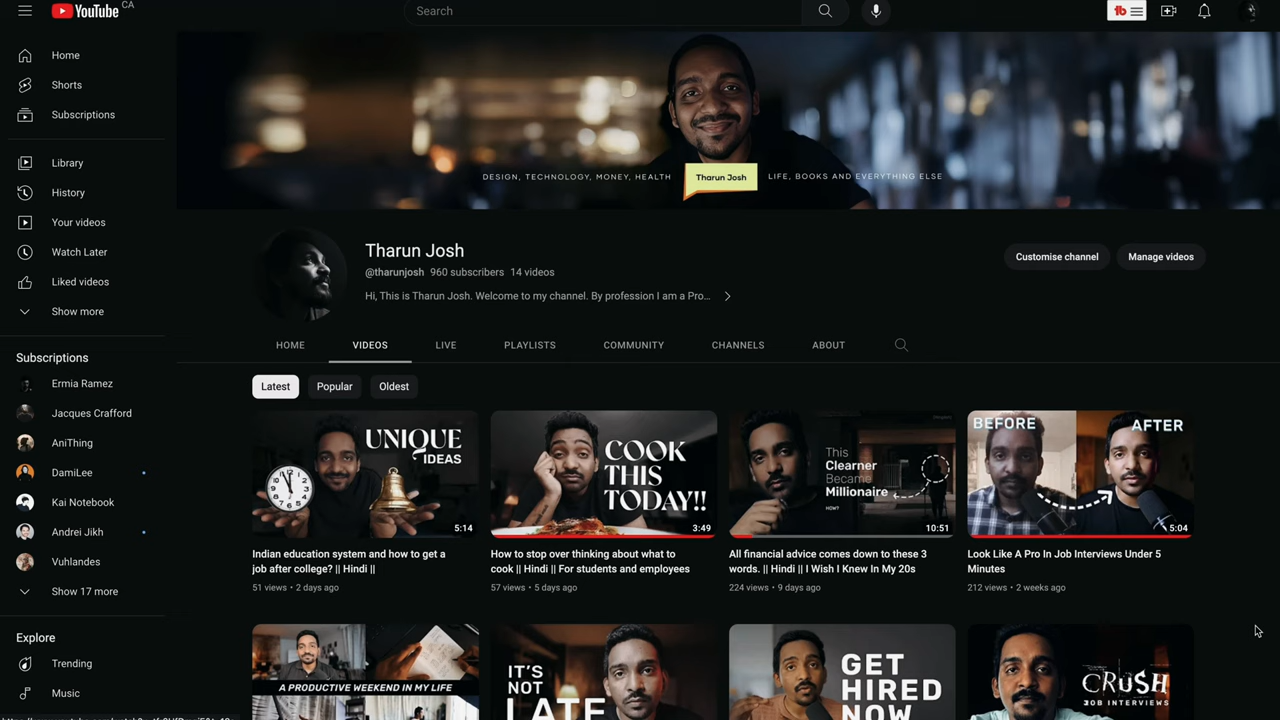 YouTube CA
Search
tb
Home
Shorts
Subscriptions
Library
History
Your videos
Watch Later
Liked videos
Show more
Subscriptions
Ermia Ramez
Jacques Crafford
AniThing
DamiLee
Kai Notebook
Andrei Jikh
Vuhlandes
Show 17 more
Explore
Trending
Music
DESIGN, TECHNOLOGY, MONEY, HEALTH
Tharun Josh
LIFE, BOOKS AND EVERYTHING ELSE
Tharun Josh
@tharunjosh 960 subscribers 14 videos
Hi, This is Tharun Josh. Welcome to my channel. By profession I am a Pro...
Customise channel
Manage videos
HOME VIDEOS LIVE PLAYLISTS COMMUNITY CHANNELS ABOUT
Latest Popular Oldest
UNIQUE
IDEAS
5:14
Indian education system and how to get a
job after college? || Hindi ||
51 views • 2 days ago
COOK
THIS
TODAY!!
3:49
How to stop over thinking about what to
cook || Hindi || For students and employees
57 views • 5 days ago
This
Clearner
Became
Millionaire
HOW?
10:51
All financial advice comes down to these 3
words. || Hindi || I Wish I Knew In My 20s
224 views • 9 days ago
BEFORE
AFTER
5:04
Look Like A Pro In Job Interviews Under 5
Minutes
212 views • 2 weeks ago
A PRODUCTIVE WEEKEND IN MY LIFE
IT'S
NOT
LATE
GET
HIRED
NOW
CRUSH
JOB INTERVIEWS